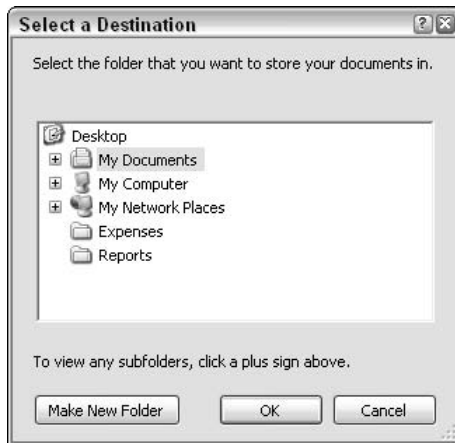 Select a Destination
Select the folder that you want to store your documents in.
Desktop
My Documents
My Computer
My Network Places
Expenses
Reports
To view any subfolders, click a plus sign above.
Make New Folder OK Cancel